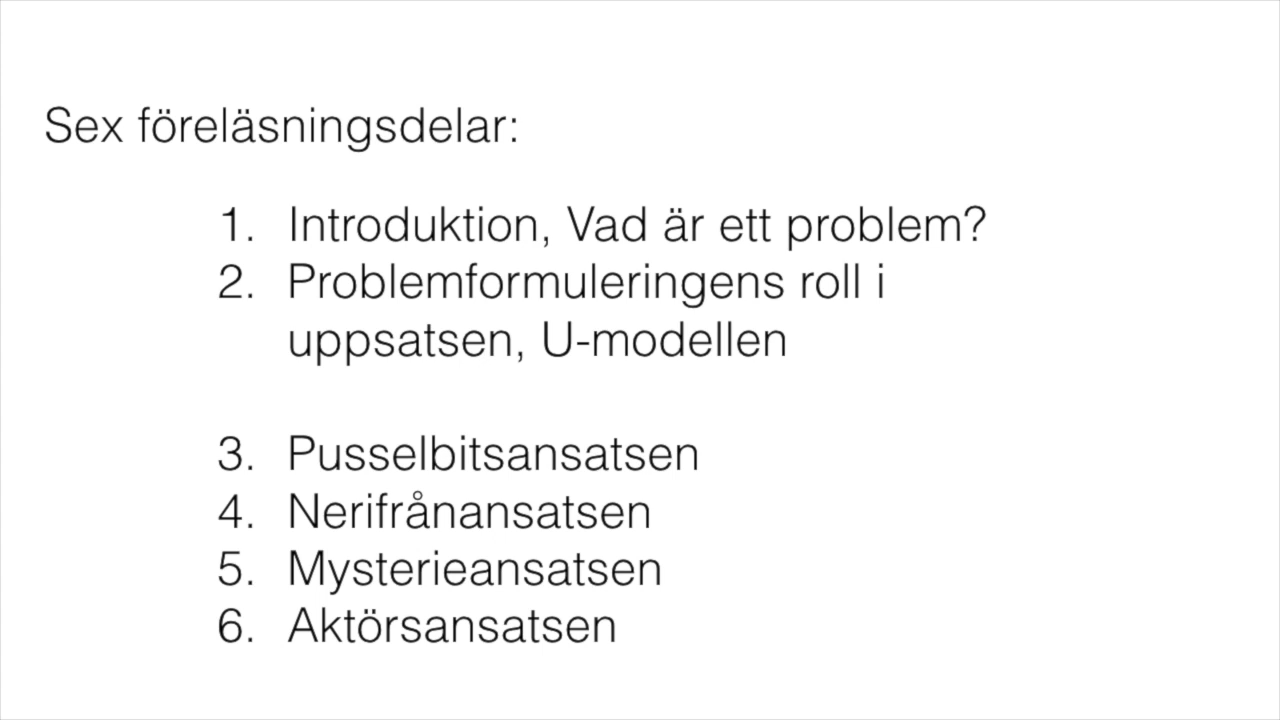 Sex föreläsningsdelar:
1. Introduktion, Vad är ett problem?
2. Problemformuleringens roll i
uppsatsen, U-modellen
3. Pusselbitsansatsen
4. Nerifrånansatsen
5. Mysterieansatsen
6. Aktörsansatsen